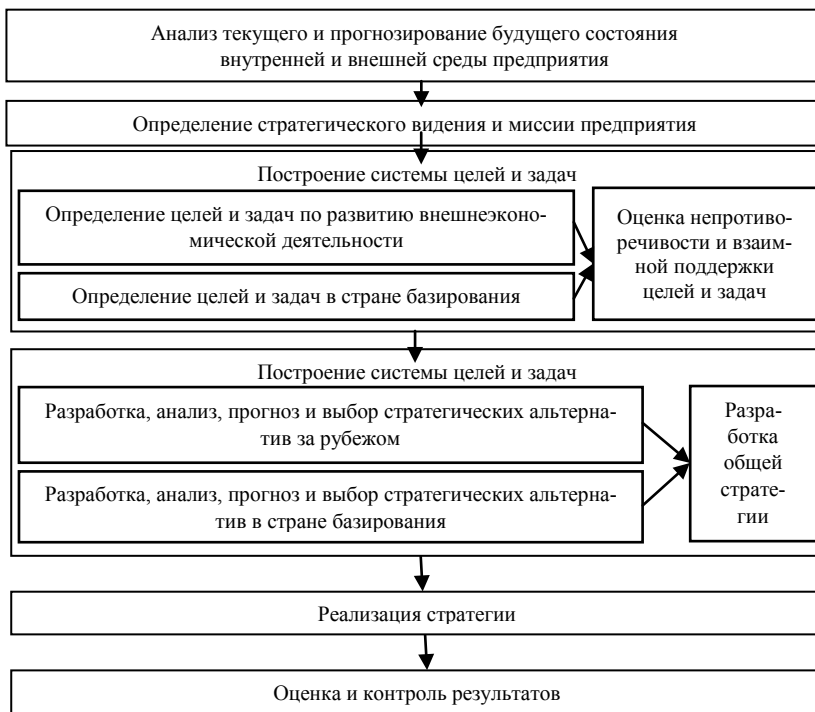 Анализ текущего и прогнозирование будущего состояния
внутренней и внешней среды предприятия
Определение стратегического видения и миссии предприятия
Построение системы целей и задач
Определение целей и задач по развитию внешнеэконо-
мической деятельности
Определение целей и задач в стране базирования
Оценка непротиво-
речивости и взаим-
ной поддержки
целей и задач
Построение системы целей и задач
Разработка, анализ, прогноз и выбор стратегических альтерна-
тив за рубежом
Разработка, анализ, прогноз и выбор стратегических альтерна-
тив в стране базирования
Разра-
ботка
общей
страте-
гии
Реализация стратегии
Оценка и контроль результатов